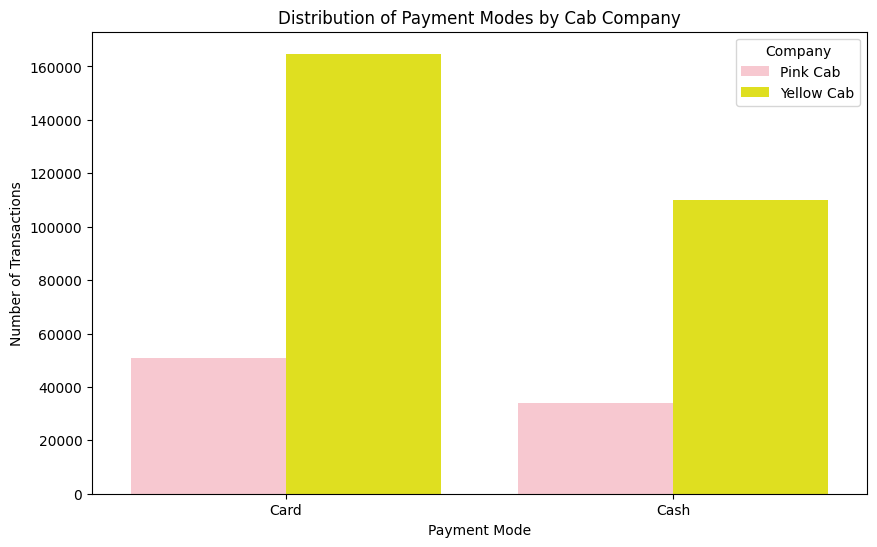 Distribution of Payment Modes by Cab Company
Company
Pink Cab
Yellow Cab
Number of Transactions
160000
140000
120000
100000
80000
60000
40000
20000
0
Card
Cash
Payment Mode